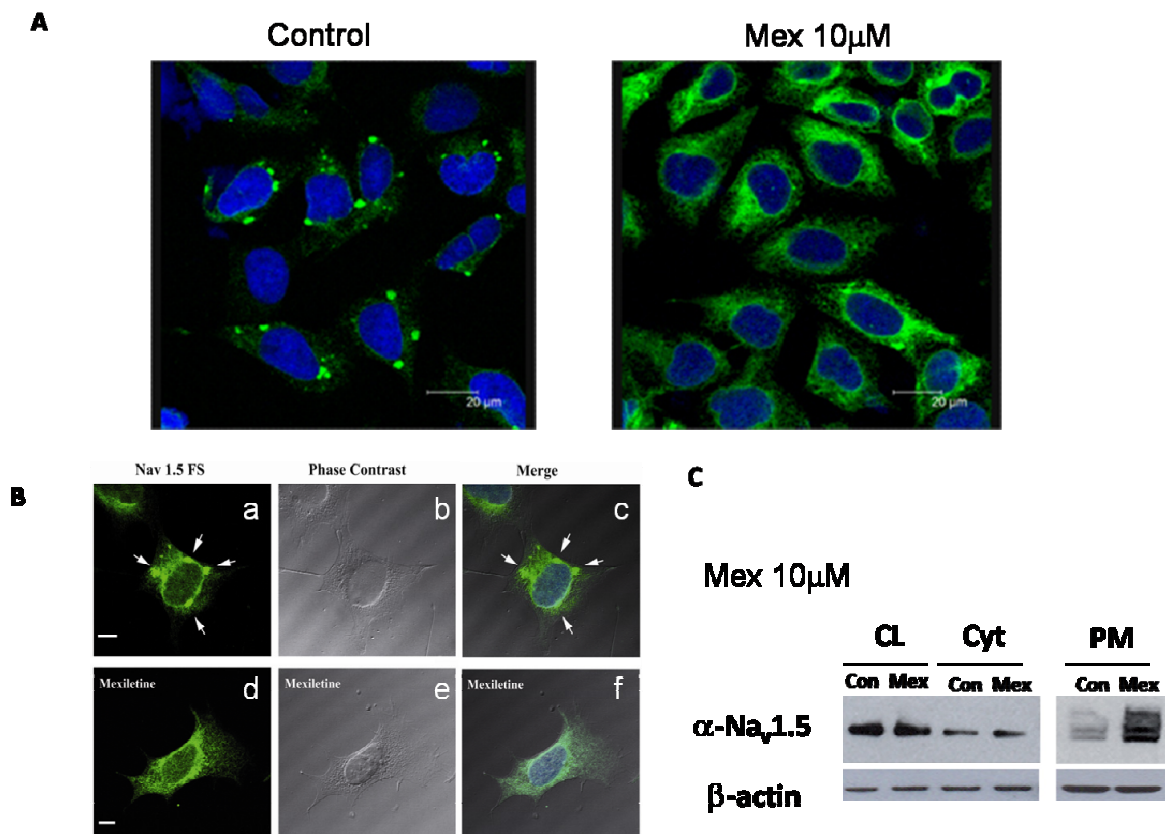 A
Control
Mex 10μM
20 μm
20 μm
B
Nav 1.5 FS
Phase Contrast
Merge
a
b
c
Mexiletine
d
Mexiletine
e
Mexiletine
f
C
Mex 10μM
CL
Cyt
PM
Con
Mex
Con
Mex
Con
Mex
α-Nav1.5
β-actin